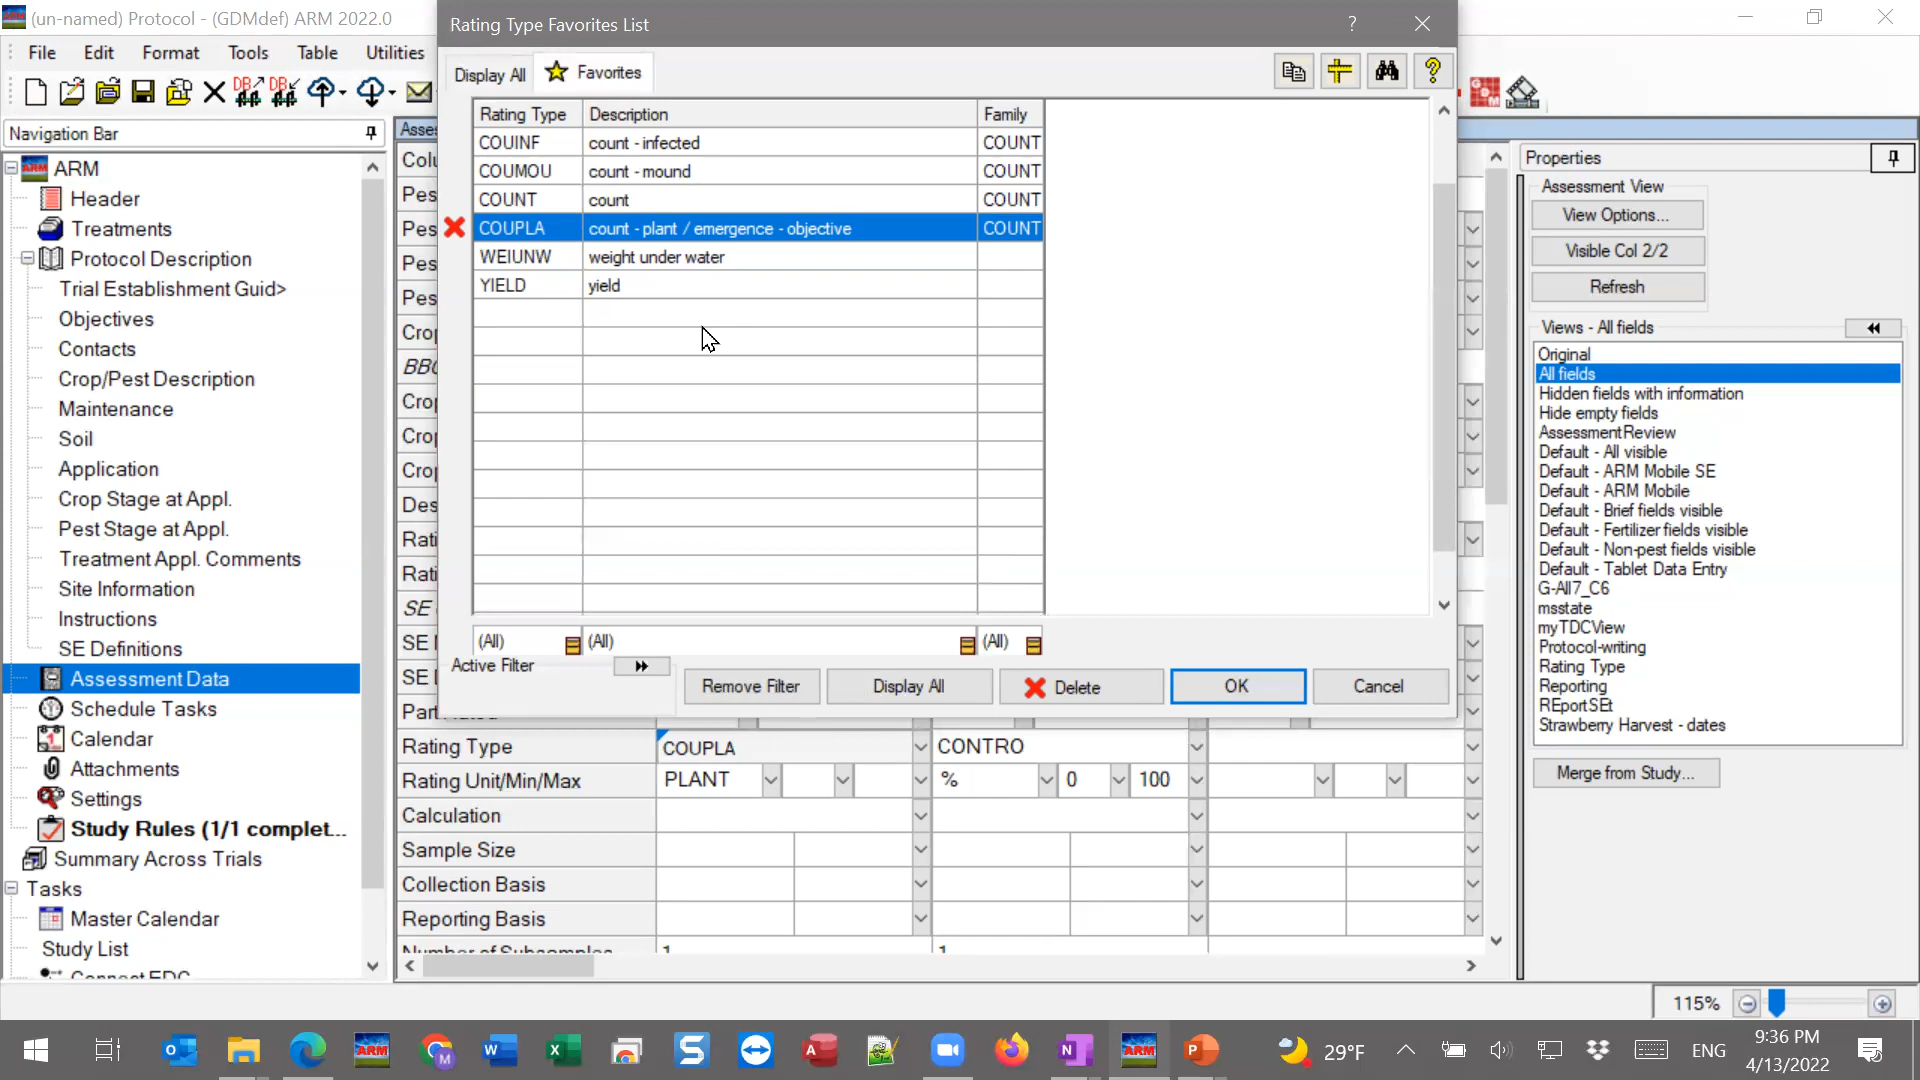 (un-named) Protocol - (GDMdef) ARM 2022.0
File Edit Format Tools Table Utilities
Navigation Bar
ARM
Header
Treatments
Protocol Description
Trial Establishment Guid>
Objectives
Contacts
Crop/Pest Description
Maintenance
Soil
Application
Crop Stage at Appl.
Pest Stage at Appl.
Treatment Appl. Comments
Site Information
Instructions
SE Definitions
Assessment Data
Schedule Tasks
Calendar
Attachments
Settings
Study Rules (1/1 complet...
Summary Across Trials
Tasks
Master Calendar
Study List
Rating Type Favorites List
Display All Favorites
Rating Type Description Family
COUINF count - infected COUNT
COUMOU count - mound COUNT
COUNT count COUNT
COUPLA count - plant / emergence - objective COUNT
WEIUNW weight under water
YIELD yield
(All) (All) (All)
Active Filter
Remove Filter Display All Delete OK Cancel
Rating Type COUPLA CONTRO
Rating Unit/Min/Max PLANT % 0 100
Calculation
Sample Size
Collection Basis
Reporting Basis
Number of Subsamples 1 1
Properties
Assessment View
View Options...
Visible Col 2/2
Refresh
Views - All fields
Original
All fields
Hidden fields with information
Hide empty fields
AssessmentReview
Default - All visible
Default - ARM Mobile SE
Default - ARM Mobile
Default - Brief fields visible
Default - Fertilizer fields visible
Default - Non-pest fields visible
Default - Tablet Data Entry
G-All7_C6
msstate
myTDCView
Protocol-writing
Rating Type
Reporting
REportSEt
Strawberry Harvest - dates
Merge from Study...
115%
29°F
ENG
9:36 PM
4/13/2022